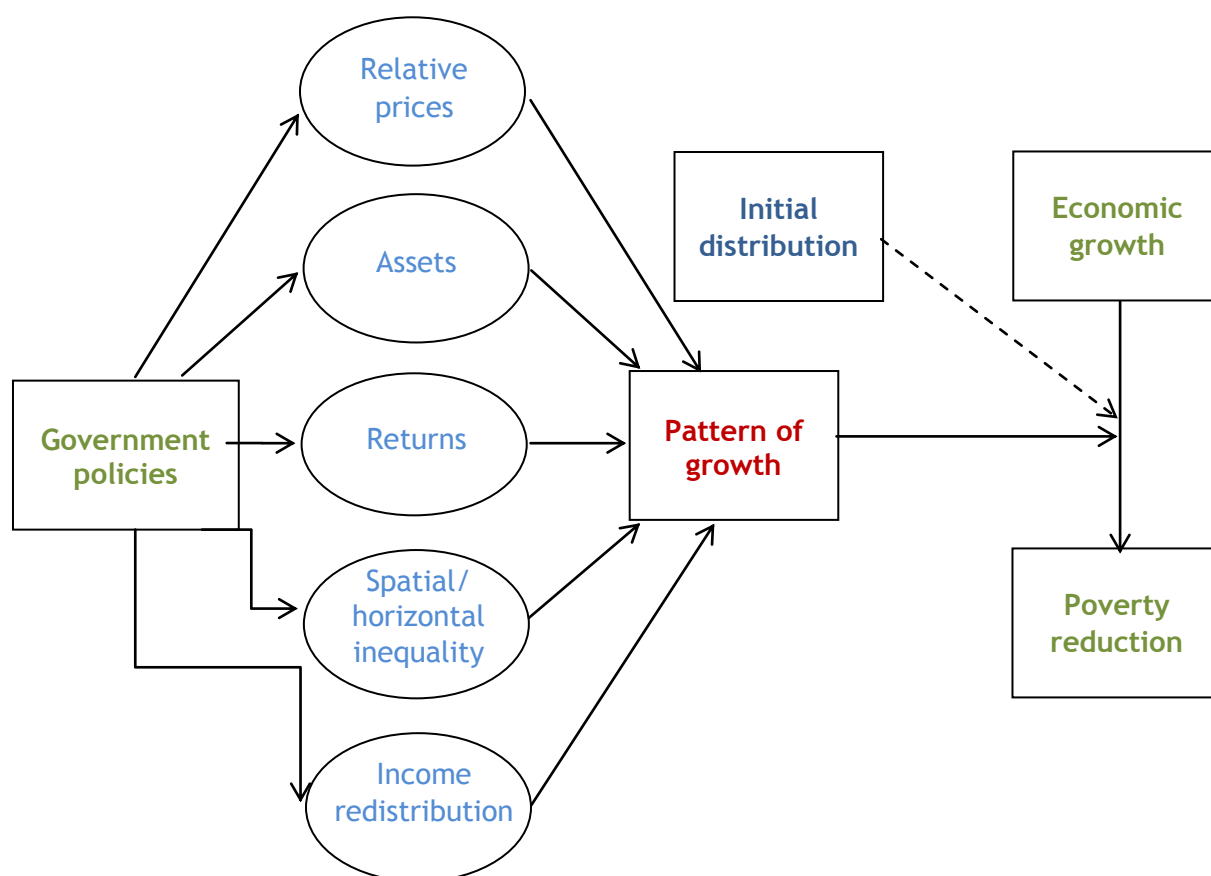 Relative
prices
Assets
Initial
distribution
Economic
growth
Government
policies
Returns
Pattern of
growth
Spatial/
horizontal
inequality
Poverty
reduction
Income
redistribution